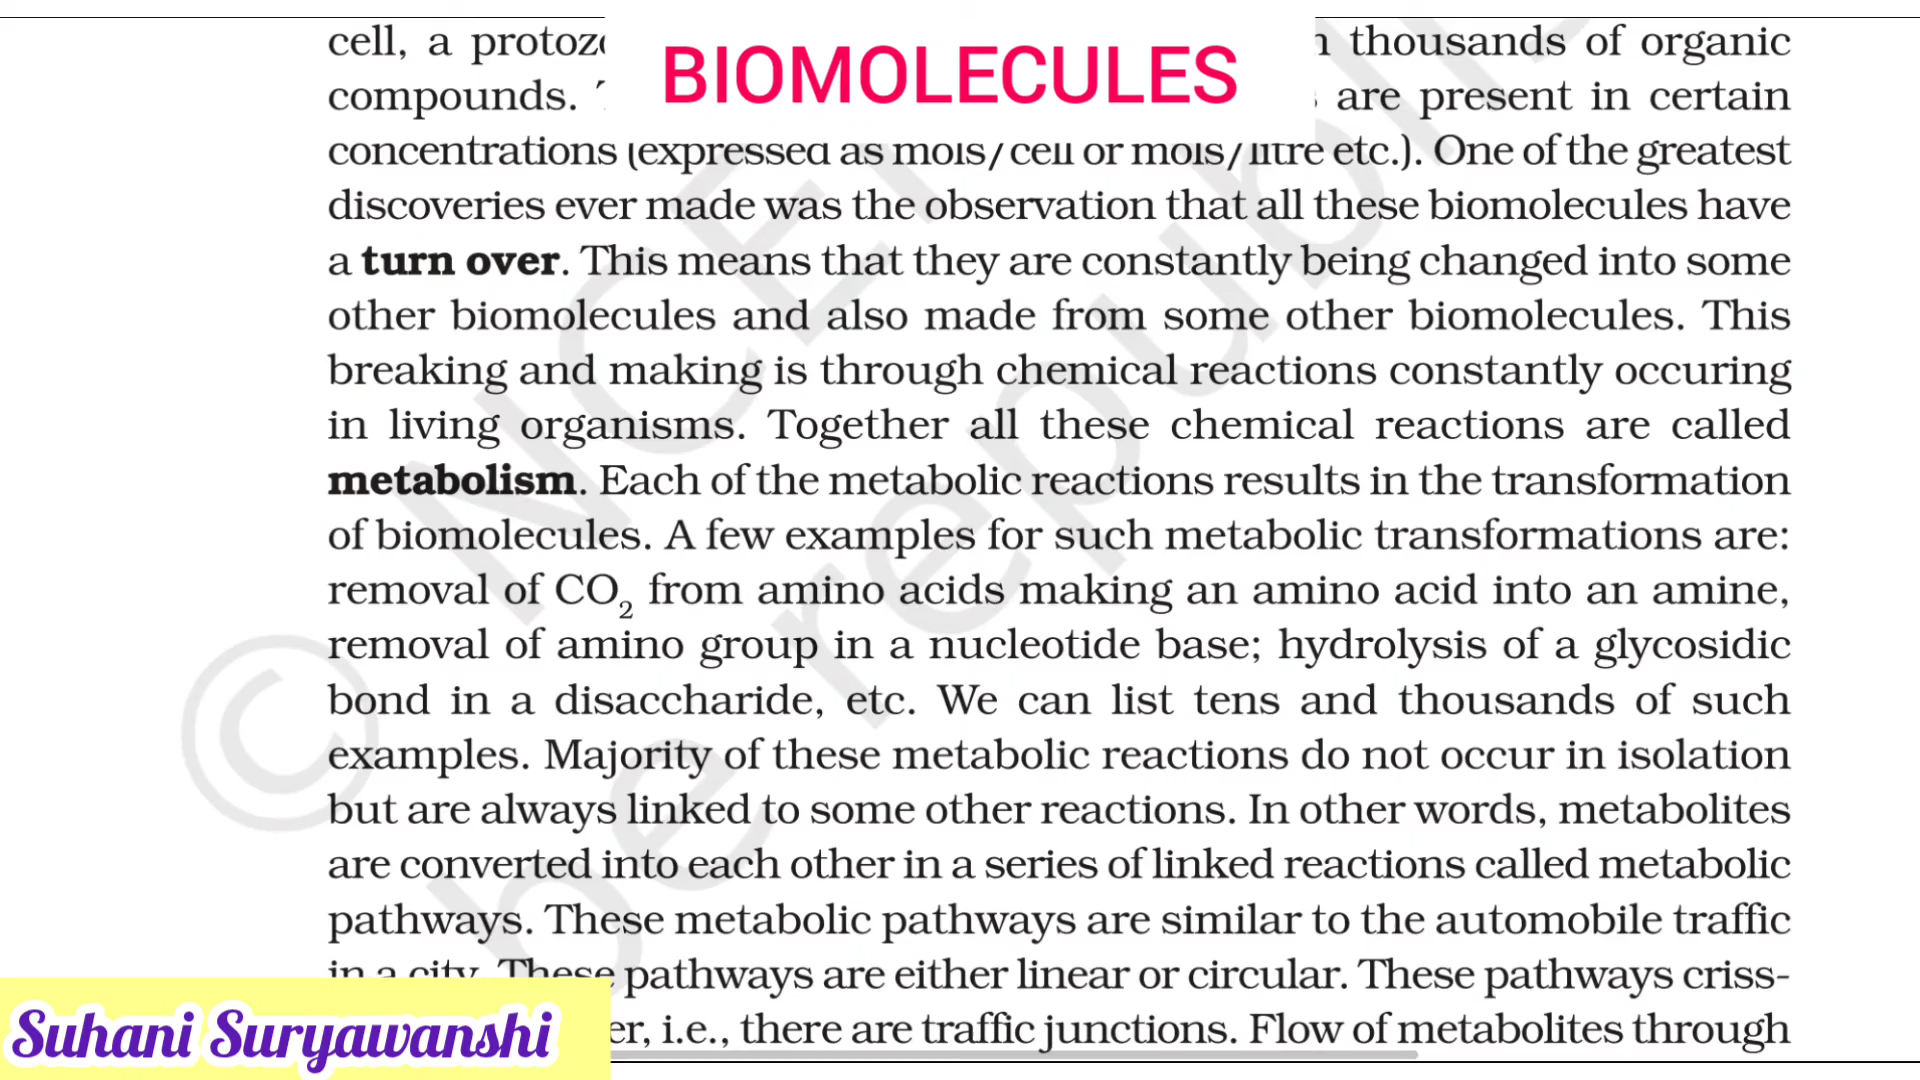 BIOMOLECULES
cell, a thousands of organic
compounds. are present in certain
concentrations (expressed as mols/cell or mols/litre etc.). One of the greatest
discoveries ever made was the observation that all these biomolecules have
a turn over. This means that they are constantly being changed into some
other biomolecules and also made from some other biomolecules. This
breaking and making is through chemical reactions constantly occuring
in living organisms. Together all these chemical reactions are called
metabolism. Each of the metabolic reactions results in the transformation
of biomolecules. A few examples for such metabolic transformations are:
removal of CO₂ from amino acids making an amino acid into an amine,
removal of amino group in a nucleotide base; hydrolysis of a glycosidic
bond in a disaccharide, etc. We can list tens and thousands of such
examples. Majority of these metabolic reactions do not occur in isolation
but are always linked to some other reactions. In other words, metabolites
are converted into each other in a series of linked reactions called metabolic
pathways. These metabolic pathways are similar to the automobile traffic
in a city. These pathways are either linear or circular. These pathways criss-
er, i.e., there are traffic junctions. Flow of metabolites through
Suhani Suryawanshi
© NCE
be republ